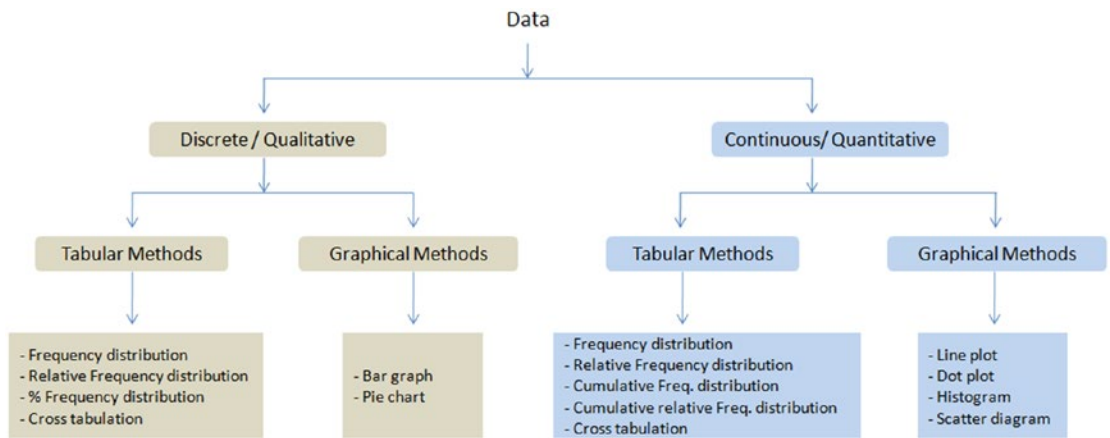 Data
Discrete / Qualitative
Continuous/ Quantitative
Tabular Methods
Graphical Methods
Tabular Methods
Graphical Methods
- Frequency distribution
- Relative Frequency distribution
- % Frequency distribution
- Cross tabulation
- Bar graph
- Pie chart
- Frequency distribution
- Relative Frequency distribution
- Cumulative Freq. distribution
- Cumulative relative Freq. distribution
- Cross tabulation
- Line plot
- Dot plot
- Histogram
- Scatter diagram